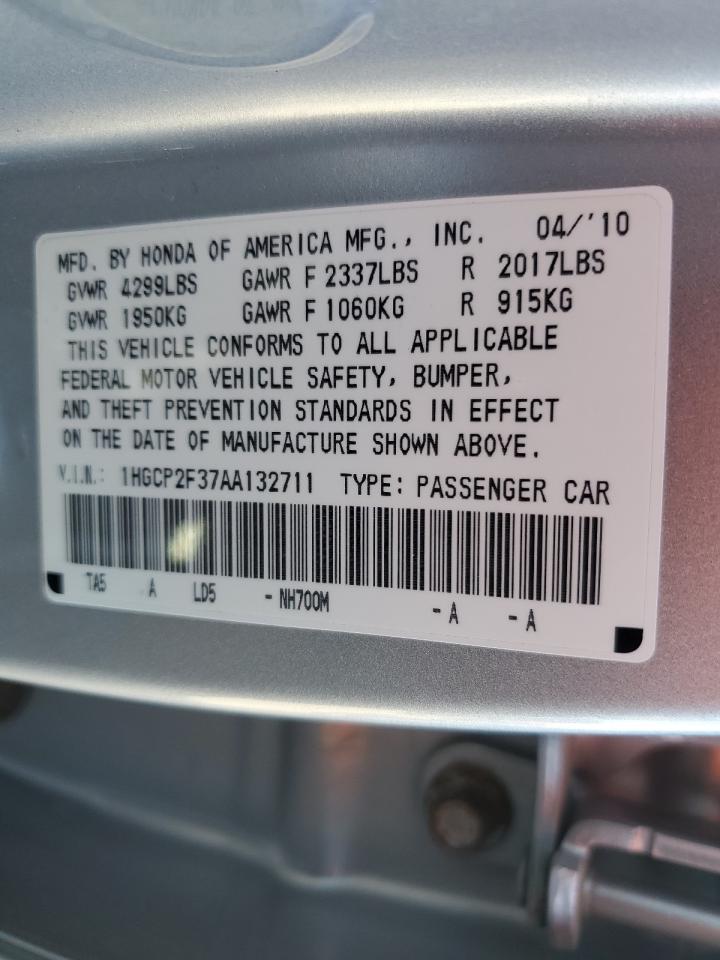 MFD. BY HONDA OF AMERICA MFG., INC. 04/'10
GVWR 4299LBS GAWR F 2337LBS R 2017LBS
GVWR 1950KG GAWR F 1060KG R 915KG
THIS VEHICLE CONFORMS TO ALL APPLICABLE
FEDERAL MOTOR VEHICLE SAFETY, BUMPER,
AND THEFT PREVENTION STANDARDS IN EFFECT
ON THE DATE OF MANUFACTURE SHOWN ABOVE.
V.I.N.: 1HGCP2F37AA132711 TYPE: PASSENGER CAR
TA5 A LD5 - NH700M - A - A